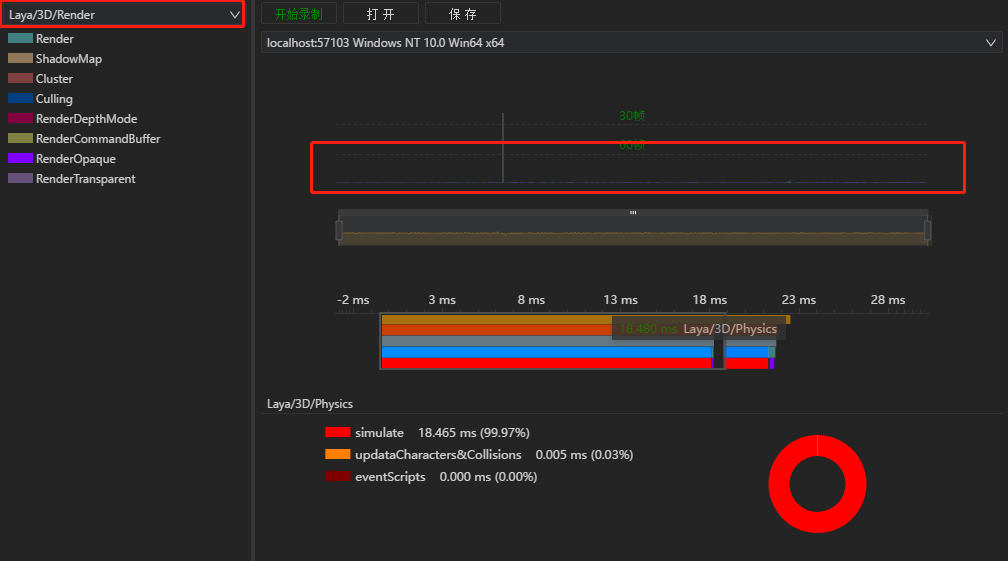 Laya/3D/Render
Render
ShadowMap
Cluster
Culling
RenderDepthMode
RenderCommandBuffer
RenderOpaque
RenderTransparent
开始录制 打 开 保 存
localhost:57103 Windows NT 10.0 Win64 x64
30帧
60帧
-2 ms 3 ms 8 ms 13 ms 18 ms 23 ms 28 ms
18.480 ms Laya/3D/Physics
Laya/3D/Physics
simulate 18.465 ms (99.97%)
updataCharacters&Collisions 0.005 ms (0.03%)
eventScripts 0.000 ms (0.00%)